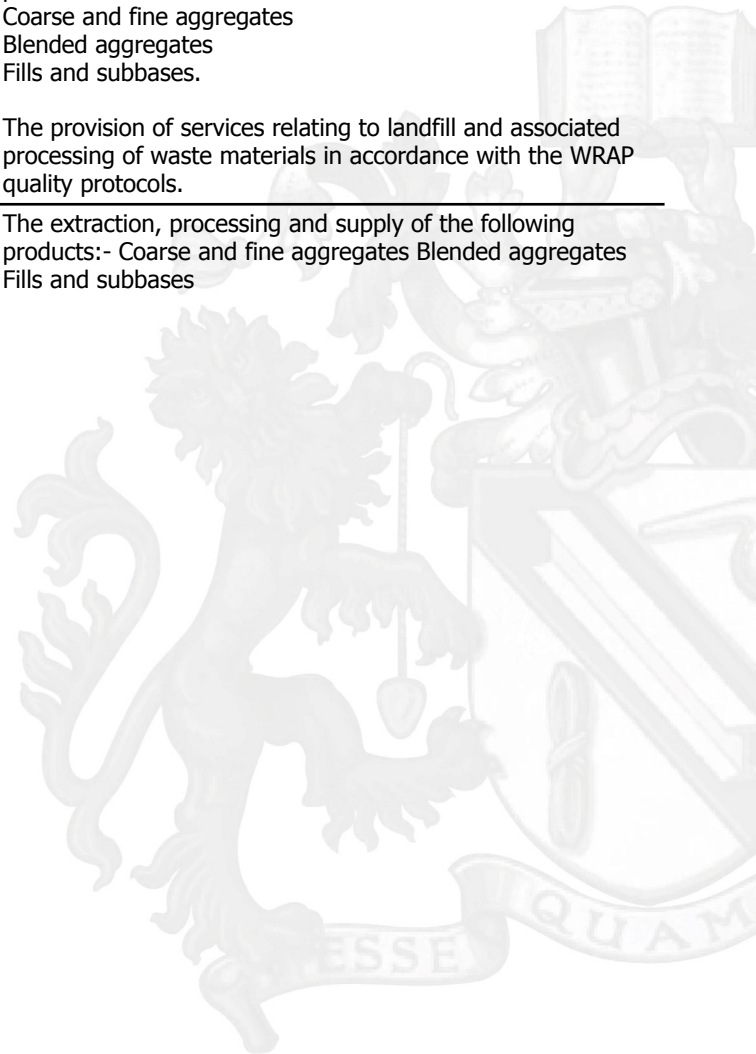 Coarse and fine aggregates
Blended aggregates
Fills and subbases.
The provision of services relating to landfill and associated
processing of waste materials in accordance with the WRAP
quality protocols.
The extraction, processing and supply of the following
products:- Coarse and fine aggregates Blended aggregates
Fills and subbases
ESSE QUAM